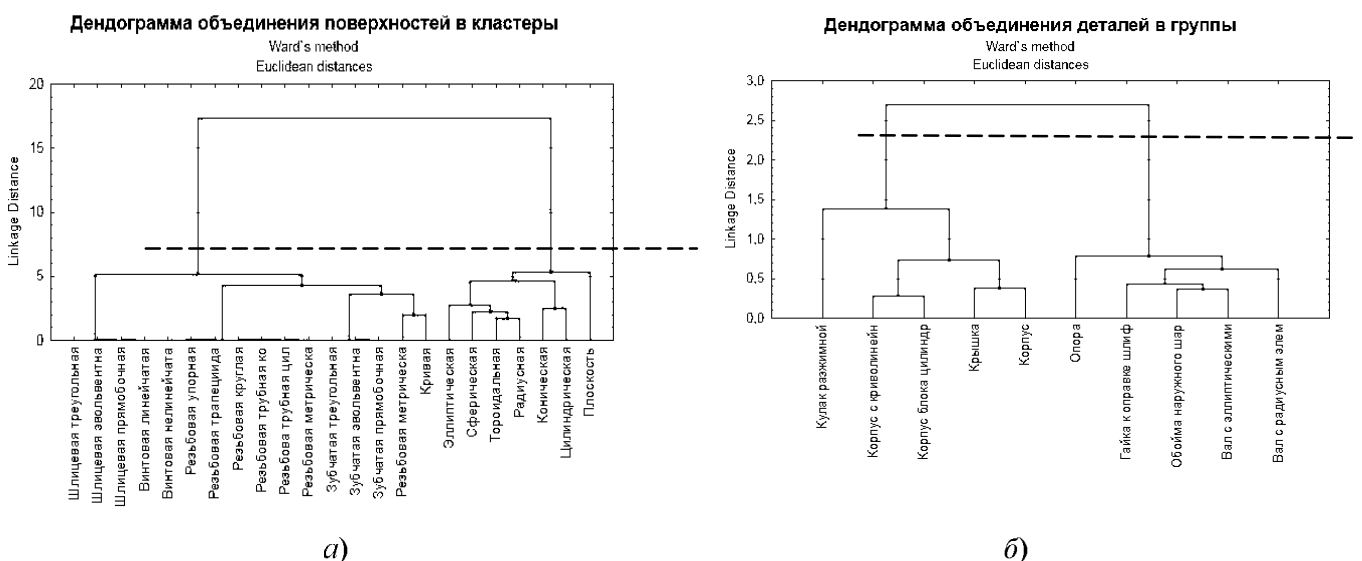 Дендограмма объединения поверхностей в кластеры
Ward`s method
Euclidean distances
20
15
10
5
0
Linkage Distance
Шлицевая треугольная
Шлицевая эвольвентна
Шлицевая прямобочная
Винтовая линейчатая
Винтовая нелинейчата
Резьбовая упорная
Резьбовая трапецеида
Резьбовая круглая
Резьбовая трубная ко
Резьбова трубная цил
Резьбовая метрическа
Зубчатая треугольная
Зубчатая эвольвентна
Зубчатая прямобочная
Резьбовая метрическа
Кривая
Эллиптическая
Сферическая
Тороидальная
Радиусная
Коническая
Цилиндрическая
Плоскость
а)
Дендограмма объединения деталей в группы
Ward`s method
Euclidean distances
3,0
2,5
2,0
1,5
1,0
0,5
0,0
Linkage Distance
Кулак разжимной
Корпус с криволинейн
Корпус блока цилиндр
Крышка
Корпус
Опора
Гайка к оправке шлиф
Обойма наружного шар
Вал с эллиптическими
Вал с радиусным элем
б)